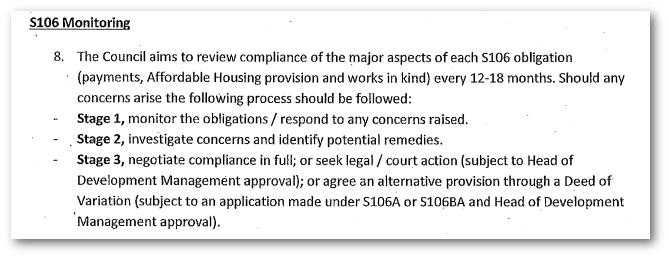 S106 Monitoring
8. The Council aims to review compliance of the major aspects of each S106 obligation
(payments, Affordable Housing provision and works in kind) every 12-18 months. Should any
concerns arise the following process should be followed:
- Stage 1, monitor the obligations / respond to any concerns raised.
- Stage 2, investigate concerns and identify potential remedies.
- Stage 3, negotiate compliance in full; or seek legal / court action (subject to Head of
Development Management approval); or agree an alternative provision through a Deed of
Variation (subject to an application made under S106A or S106BA and Head of Development
Management approval).